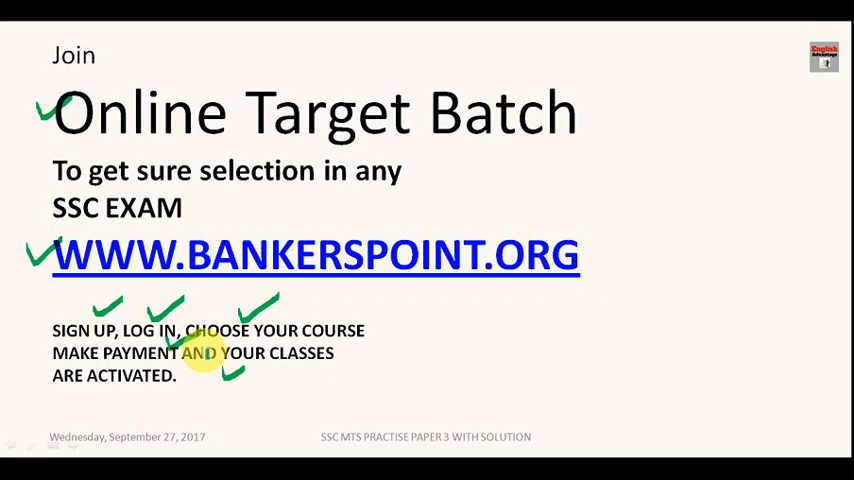 Join
English
Advantage
Online Target Batch
To get sure selection in any
SSC EXAM
WWW.BANKERSPOINT.ORG
SIGN UP, LOG IN, CHOOSE YOUR COURSE
MAKE PAYMENT AND YOUR CLASSES
ARE ACTIVATED.
Wednesday, September 27, 2017
SSC MTS PRACTISE PAPER 3 WITH SOLUTION